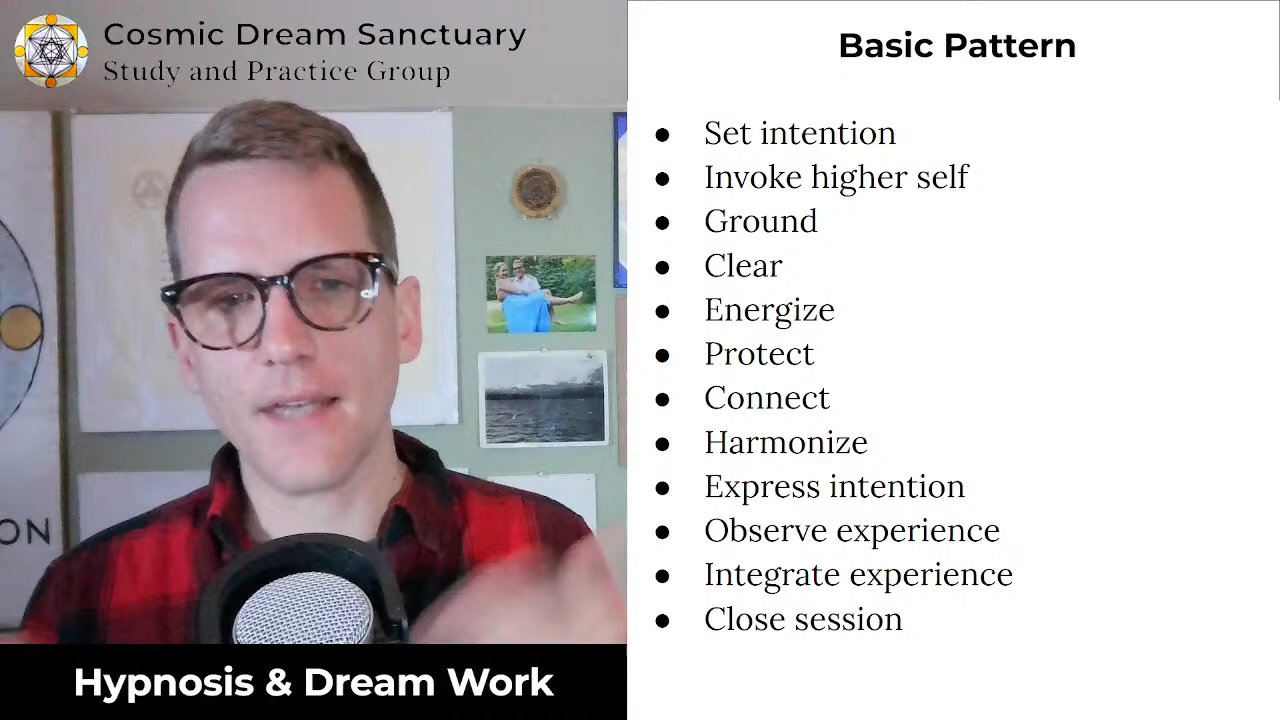 Cosmic Dream Sanctuary
Study and Practice Group
ON
Hypnosis & Dream Work
Basic Pattern
● Set intention
● Invoke higher self
● Ground
● Clear
● Energize
● Protect
● Connect
● Harmonize
● Express intention
● Observe experience
● Integrate experience
● Close session